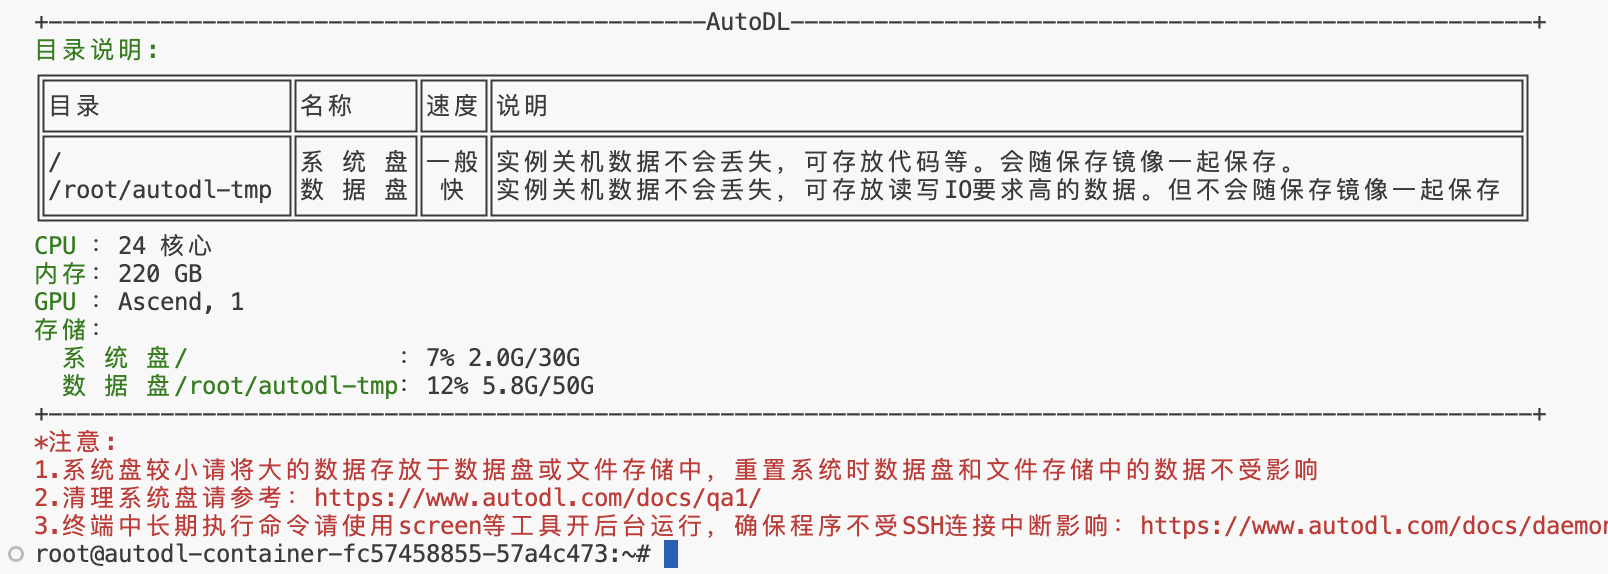 +———————————————AutoDL———————————————+
目录说明:
目录 名称 速度 说明
/ 系 统 盘 一般 实例关机数据不会丢失，可存放代码等。会随保存镜像一起保存。
/root/autodl-tmp 数 据 盘 快 实例关机数据不会丢失，可存放读写IO要求高的数据。但不会随保存镜像一起保存
CPU ：24 核心
内存：220 GB
GPU ：Ascend, 1
存储：
系 统 盘/ ：7% 2.0G/30G
数 据 盘/root/autodl-tmp：12% 5.8G/50G
+——————————————————————————————+
*注意:
1.系统盘较小请将大的数据存放于数据盘或文件存储中，重置系统时数据盘和文件存储中的数据不受影响
2.清理系统盘请参考：https://www.autodl.com/docs/qa1/
3.终端中长期执行命令请使用screen等工具开后台运行，确保程序不受SSH连接中断影响：https://www.autodl.com/docs/daemon
root@autodl-container-fc57458855-57a4c473:~#